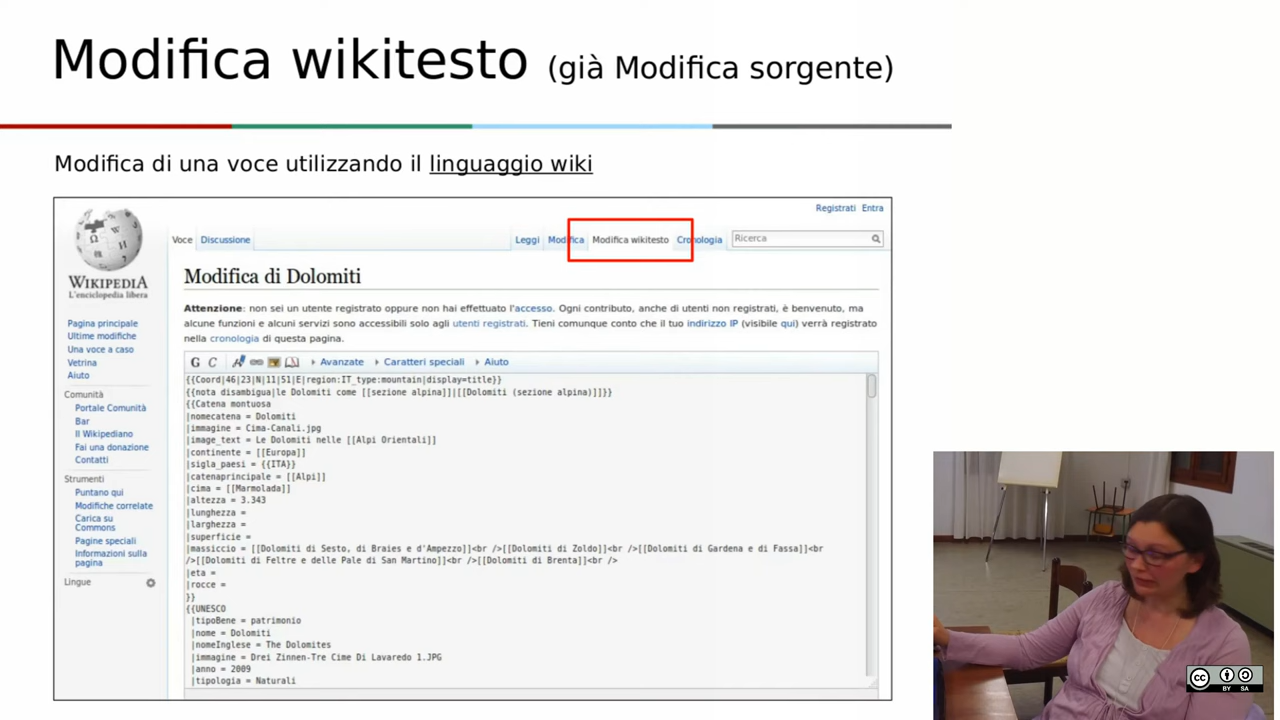 Modifica wikitesto (già Modifica sorgente)
Modifica di una voce utilizzando il linguaggio wiki
Registrati Entra
Voce Discussione Leggi Modifica Modifica wikitesto Cronologia Ricerca
WIKIPEDIA
L'enciclopedia libera
Pagina principale
Ultime modifiche
Una voce a caso
Vetrina
Aiuto
Comunità
Portale Comunità
Bar
Il Wikipediano
Fai una donazione
Contatti
Strumenti
Puntano qui
Modifiche correlate
Carica su
Commons
Pagine speciali
Informazioni sulla
pagina
Lingue
Modifica di Dolomiti
Attenzione: non sei un utente registrato oppure non hai effettuato l'accesso. Ogni contributo, anche di utenti non registrati, è benvenuto, ma
alcune funzioni e alcuni servizi sono accessibili solo agli utenti registrati. Tieni comunque conto che il tuo indirizzo IP (visibile qui) verrà registrato
nella cronologia di questa pagina.
G C Avanzate Caratteri speciali Aiuto
{{Coord|46|23|N|11|51|E|region:IT_type:mountain|display=title}}
{{nota disambigua|le Dolomiti come [[sezione alpina]]|[[Dolomiti (sezione alpina)]]}}
{{Catena montuosa
|nomecatena = Dolomiti
|immagine = Cima-Canali.jpg
|image_text = Le Dolomiti nelle [[Alpi Orientali]]
|continente = [[Europa]]
|sigla_paesi = {{ITA}}
|catenaprincipale = [[Alpi]]
|cima = [[Marmolada]]
|altezza = 3.343
|lunghezza =
|larghezza =
|superficie =
|massiccio = [[Dolomiti di Sesto, di Braies e d'Ampezzo]]<br />[[Dolomiti di Zoldo]]<br />[[Dolomiti di Gardena e di Fassa]]<br
/>[[Dolomiti di Feltre e delle Pale di San Martino]]<br />[[Dolomiti di Brenta]]<br />
|eta =
|rocce =
}}
{{UNESCO
|tipoBene = patrimonio
|nome = Dolomiti
|nomeInglese = The Dolomites
|immagine = Drei Zinnen-Tre Cime Di Lavaredo 1.JPG
|anno = 2009
|tipologia = Naturali
cc
BY SA